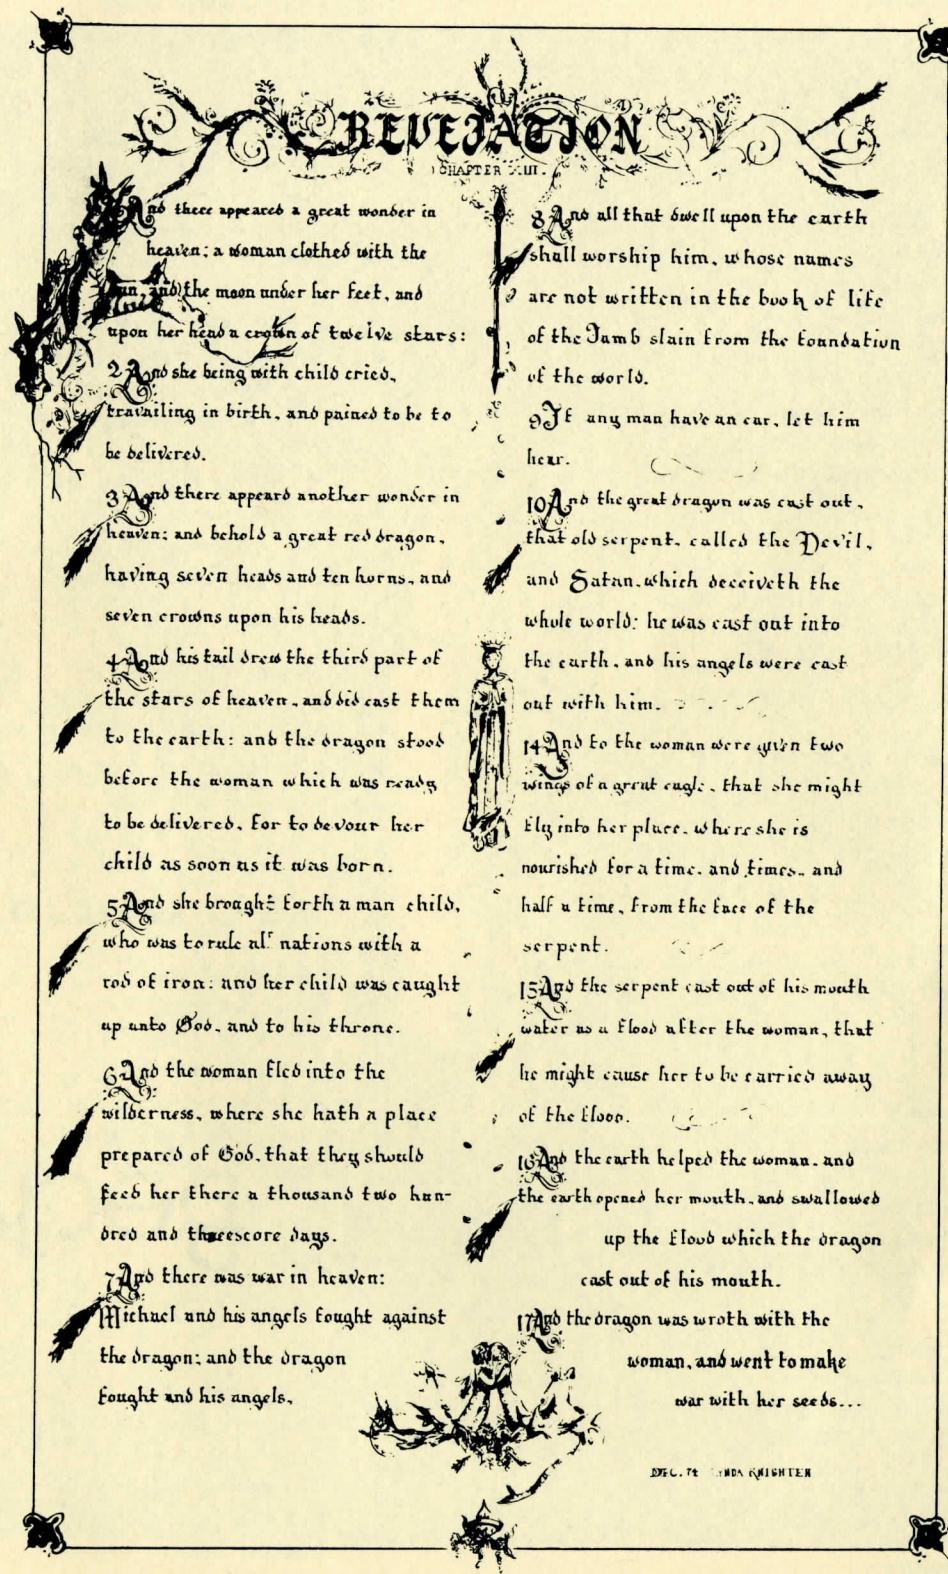 REVELATION
CHAPTER
And there appeared a great wonder in
heaven; a woman clothed with the
sun, and the moon under her feet, and
upon her head a crown of twelve stars:
2 And she being with child cried,
travailing in birth, and pained to be to
be delivered.
3 And there appeard another wonder in
heaven; and behold a great red dragon,
having seven heads and ten horns, and
seven crowns upon his heads.
4 And his tail drew the third part of
the stars of heaven, and did cast them
to the earth: and the dragon stood
before the woman which was ready
to be delivered, for to devour her
child as soon as it was born.
5 And she brought forth a man child,
who was to rule all nations with a
rod of iron: and her child was caught
up unto God, and to his throne.
6 And the woman fled into the
wilderness, where she hath a place
prepared of God, that they should
feed her there a thousand two hun-
dred and threescore days.
7 And there was war in heaven:
Michael and his angels fought against
the dragon; and the dragon
fought and his angels,
8 And all that dwell upon the earth
shall worship him, whose names
are not written in the book of life
of the Lamb slain from the foundation
of the world.
9 If any man have an ear, let him
hear.
10 And the great dragon was cast out,
that old serpent, called the Devil,
and Satan, which deceiveth the
whole world: he was cast out into
the earth, and his angels were cast
out with him.
14 And to the woman were given two
wings of a great eagle, that she might
fly into her place, where she is
nourished for a time, and times, and
half a time, from the face of the
serpent.
15 And the serpent cast out of his mouth
water as a flood after the woman, that
he might cause her to be carried away
of the flood.
16 And the earth helped the woman, and
the earth opened her mouth, and swallowed
up the flood which the dragon
cast out of his mouth.
17 And the dragon was wroth with the
woman, and went to make
war with her seeds...
DEC. 74 KNIGHTEN